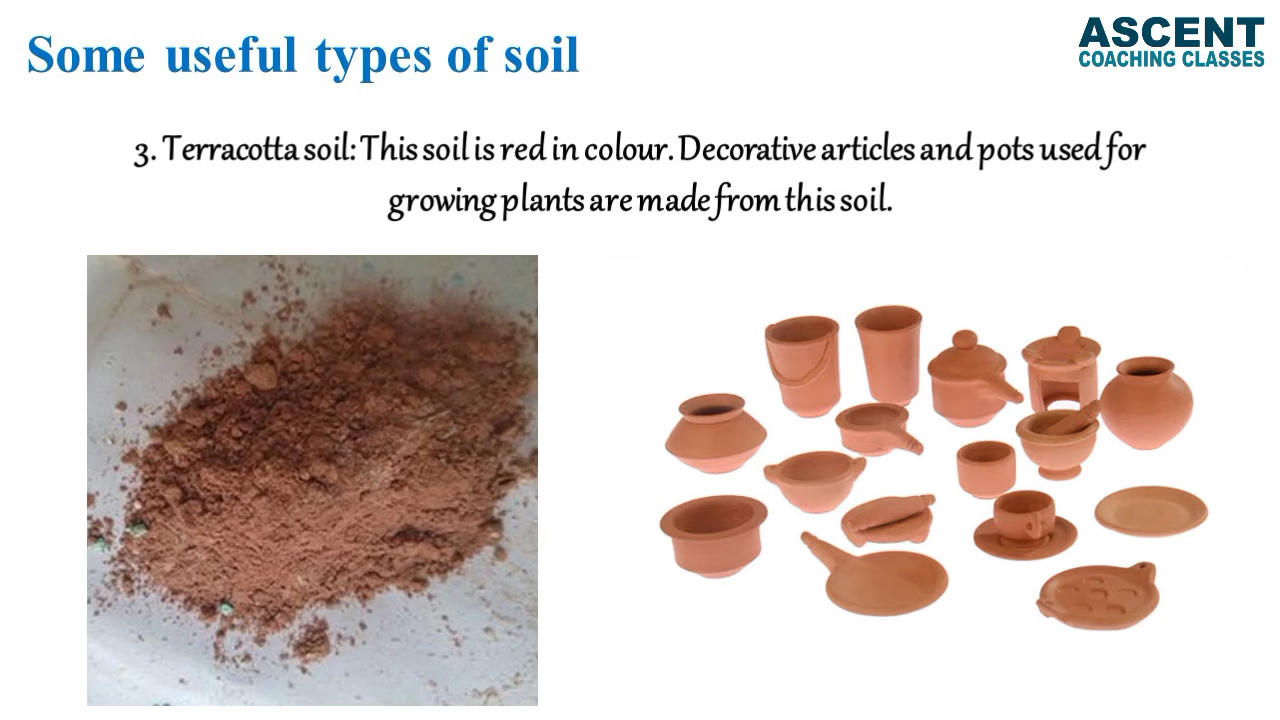 Some useful types of soil
ASCENT
COACHING CLASSES
3. Terracotta soil: This soil is red in colour. Decorative articles and pots used for
growing plants are made from this soil.